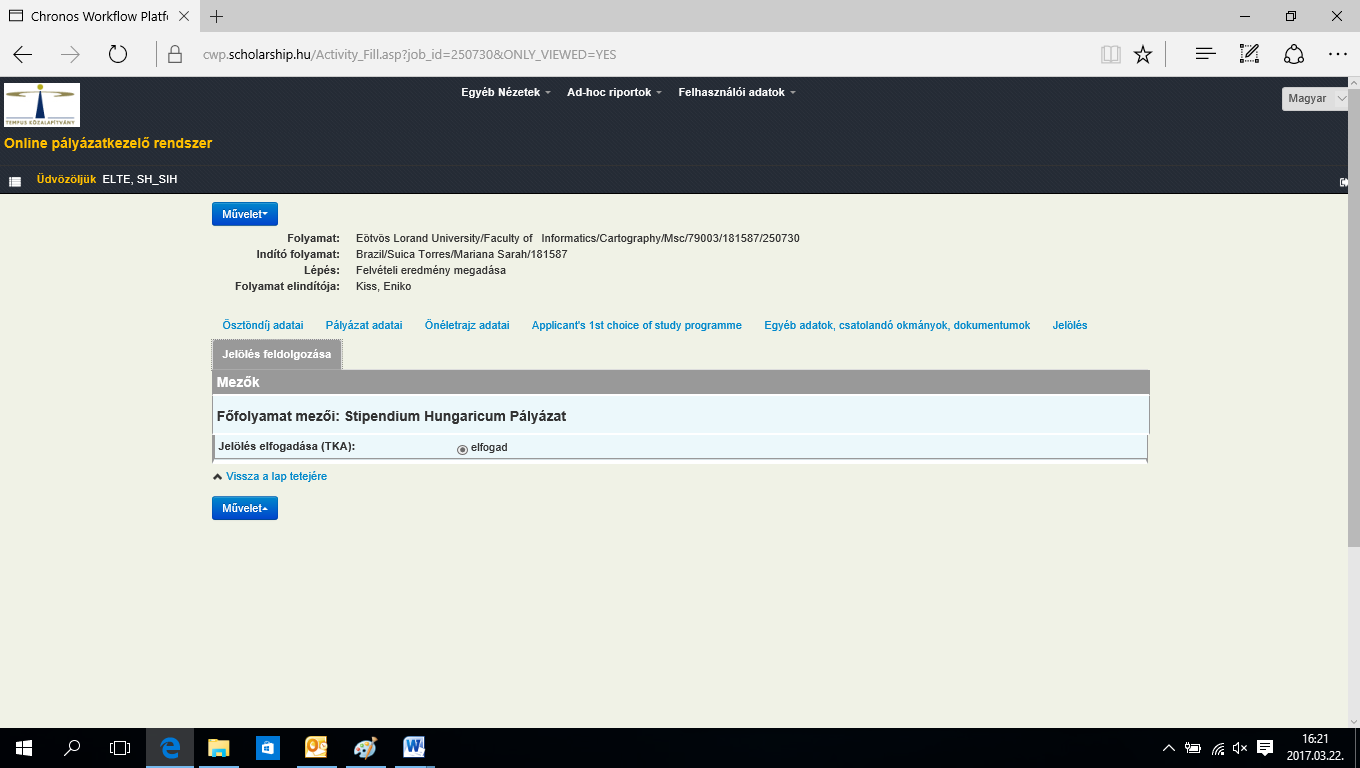 Chronos Workflow Platf
cwp.scholarship.hu/Activity_Fill.asp?job_id=250730&ONLY_VIEWED=YES
TEMPUS KÖZALAPÍTVÁNY
Egyéb Nézetek Ad-hoc riportok Felhasználói adatok
Magyar
Online pályázatkezelő rendszer
Üdvözöljük ELTE, SH_SIH
Művelet
Folyamat: Eötvös Lorand University/Faculty of Informatics/Cartography/Msc/79003/181587/250730
Indító folyamat: Brazil/Suica Torres/Mariana Sarah/181587
Lépés: Felvételi eredmény megadása
Folyamat elindítója: Kiss, Eniko
Ösztöndíj adatai Pályázat adatai Önéletrajz adatai Applicant's 1st choice of study programme Egyéb adatok, csatolandó okmányok, dokumentumok Jelölés
Jelölés feldolgozása
Mezők
Főfolyamat mezői: Stipendium Hungaricum Pályázat
Jelölés elfogadása (TKA): elfogad
Vissza a lap tetejére
Művelet
16:21
2017.03.22.